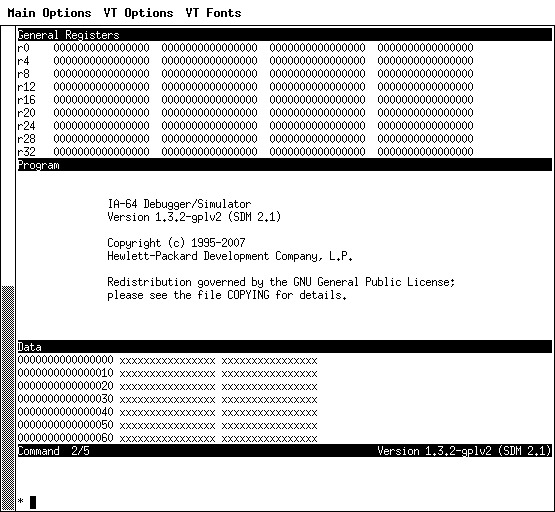 Main Options VT Options VT Fonts
General Registers
r0 0000000000000000 0000000000000000 0000000000000000 0000000000000000
r4 0000000000000000 0000000000000000 0000000000000000 0000000000000000
r8 0000000000000000 0000000000000000 0000000000000000 0000000000000000
r12 0000000000000000 0000000000000000 0000000000000000 0000000000000000
r16 0000000000000000 0000000000000000 0000000000000000 0000000000000000
r20 0000000000000000 0000000000000000 0000000000000000 0000000000000000
r24 0000000000000000 0000000000000000 0000000000000000 0000000000000000
r28 0000000000000000 0000000000000000 0000000000000000 0000000000000000
r32 0000000000000000 0000000000000000 0000000000000000 0000000000000000
Program
IA-64 Debugger/Simulator
Version 1.3.2-gplv2 (SDM 2.1)
Copyright (c) 1995-2007
Hewlett-Packard Development Company, L.P.
Redistribution governed by the GNU General Public License;
please see the file COPYING for details.
Data
0000000000000000 xxxxxxxxxxxxxxxx xxxxxxxxxxxxxxxx
0000000000000010 xxxxxxxxxxxxxxxx xxxxxxxxxxxxxxxx
0000000000000020 xxxxxxxxxxxxxxxx xxxxxxxxxxxxxxxx
0000000000000030 xxxxxxxxxxxxxxxx xxxxxxxxxxxxxxxx
0000000000000040 xxxxxxxxxxxxxxxx xxxxxxxxxxxxxxxx
0000000000000050 xxxxxxxxxxxxxxxx xxxxxxxxxxxxxxxx
0000000000000060 xxxxxxxxxxxxxxxx xxxxxxxxxxxxxxxx
Command 2/5 Version 1.3.2-gplv2 (SDM 2.1)
*